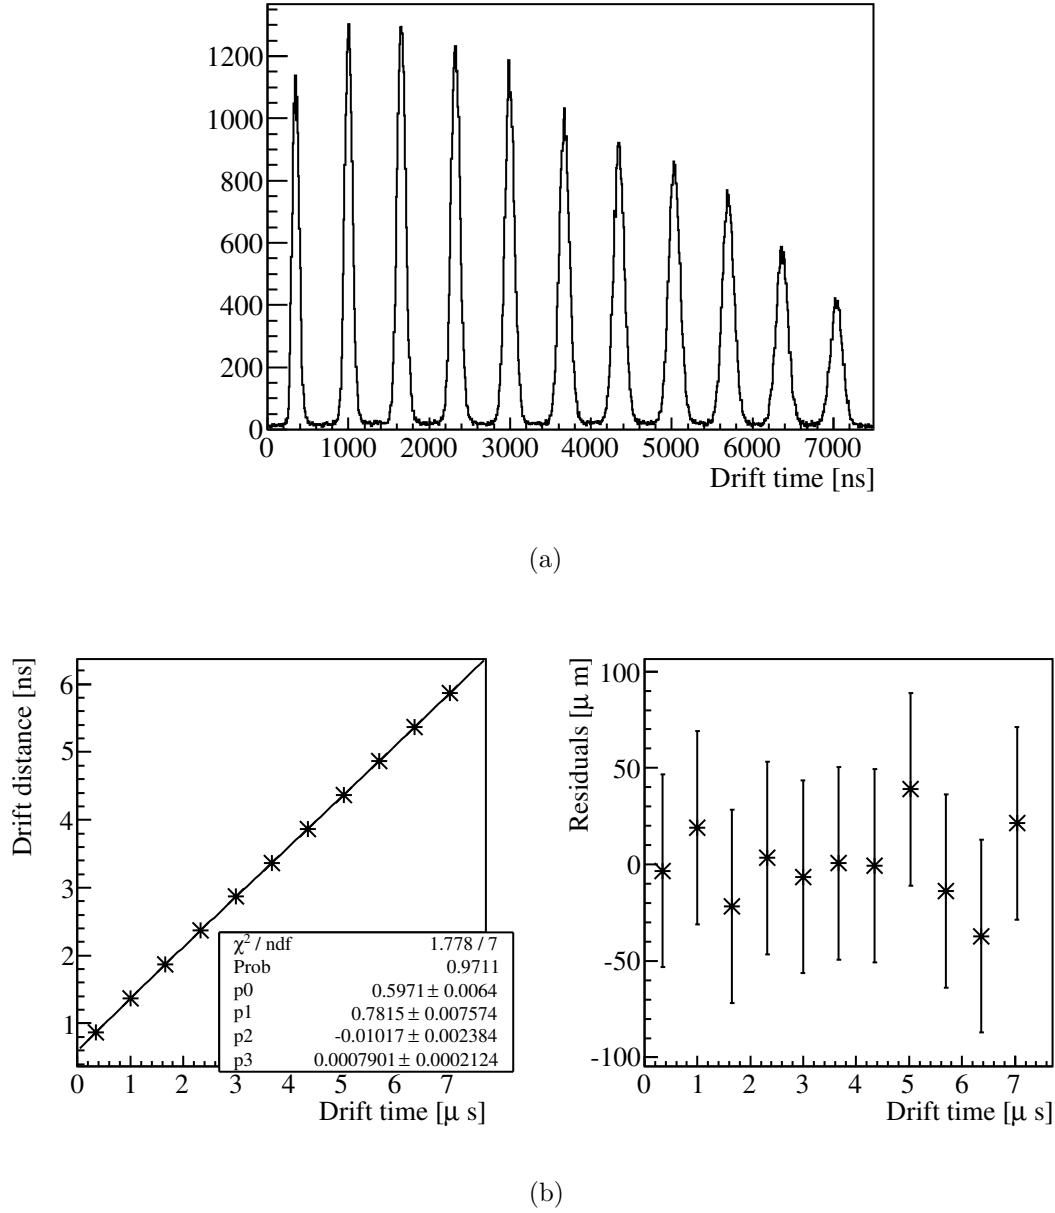 1200
1000
800
600
400
200
0
0 1000 2000 3000 4000 5000 6000 7000
Drift time [ns]
(a)
Drift distance [ns]
6
5
4
3
2
1
χ² / ndf 1.778 / 7
Prob 0.9711
p0 0.5971 ± 0.0064
p1 0.7815 ± 0.007574
p2 -0.01017 ± 0.002384
p3 0.0007901 ± 0.0002124
0 1 2 3 4 5 6 7
Drift time [μ s]
Residuals [μ m]
100
50
0
-50
-100
0 1 2 3 4 5 6 7
Drift time [μ s]
(b)